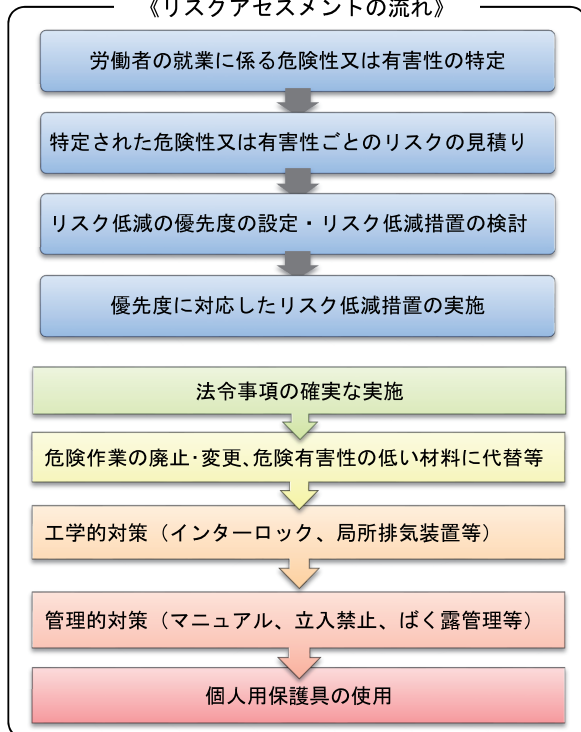 《リスクアセスメントの流れ》
労働者の就業に係る危険性又は有害性の特定
特定された危険性又は有害性ごとのリスクの見積り
リスク低減の優先度の設定・リスク低減措置の検討
優先度に対応したリスク低減措置の実施
法令事項の確実な実施
危険作業の廃止･変更、危険有害性の低い材料に代替等
工学的対策（インターロック、局所排気装置等）
管理的対策（マニュアル、立入禁止、ばく露管理等）
個人用保護具の使用